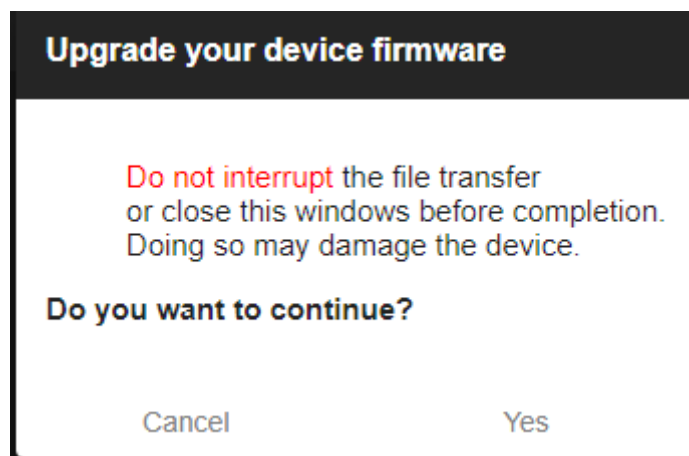 Upgrade your device firmware
Do not interrupt the file transfer
or close this windows before completion.
Doing so may damage the device.
Do you want to continue?
Cancel Yes